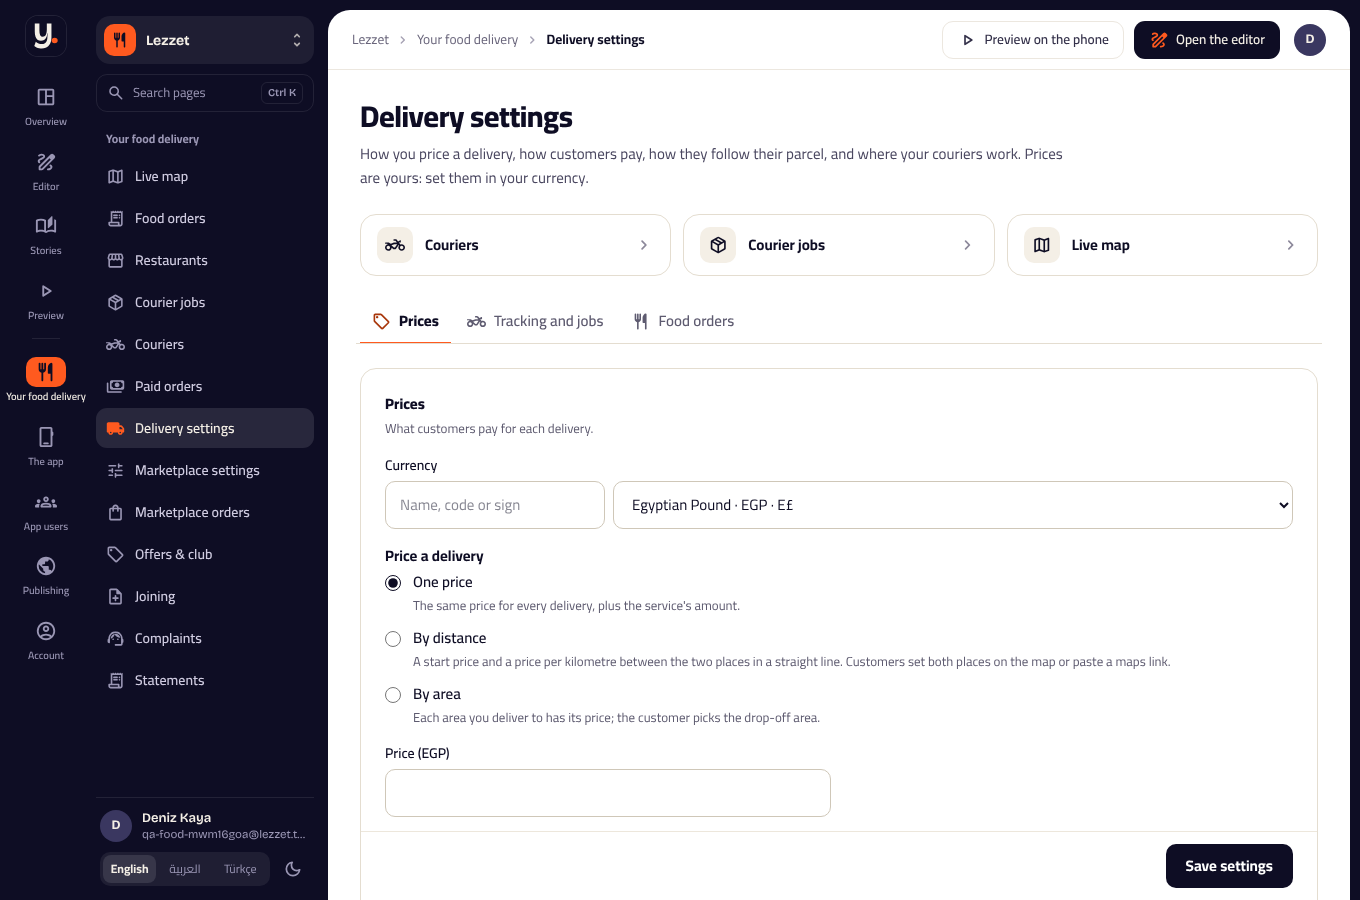 y.
Lezzet
Search pages
Ctrl K
Overview
Editor
Stories
Preview
Your food delivery
The app
App users
Publishing
Account
Your food delivery
Live map
Food orders
Restaurants
Courier jobs
Couriers
Paid orders
Delivery settings
Marketplace settings
Marketplace orders
Offers & club
Joining
Complaints
Statements
D
Deniz Kaya
qa-food-mwm16goa@lezzet.t...
English
العربية
Türkçe
Lezzet > Your food delivery > Delivery settings
Preview on the phone
Open the editor
D
Delivery settings
How you price a delivery, how customers pay, how they follow their parcel, and where your couriers work. Prices
are yours: set them in your currency.
Couriers
Courier jobs
Live map
Prices
Tracking and jobs
Food orders
Prices
What customers pay for each delivery.
Currency
Name, code or sign
Egyptian Pound · EGP · E£
Price a delivery
One price
The same price for every delivery, plus the service's amount.
By distance
A start price and a price per kilometre between the two places in a straight line. Customers set both places on the map or paste a maps link.
By area
Each area you deliver to has its price; the customer picks the drop-off area.
Price (EGP)
Save settings